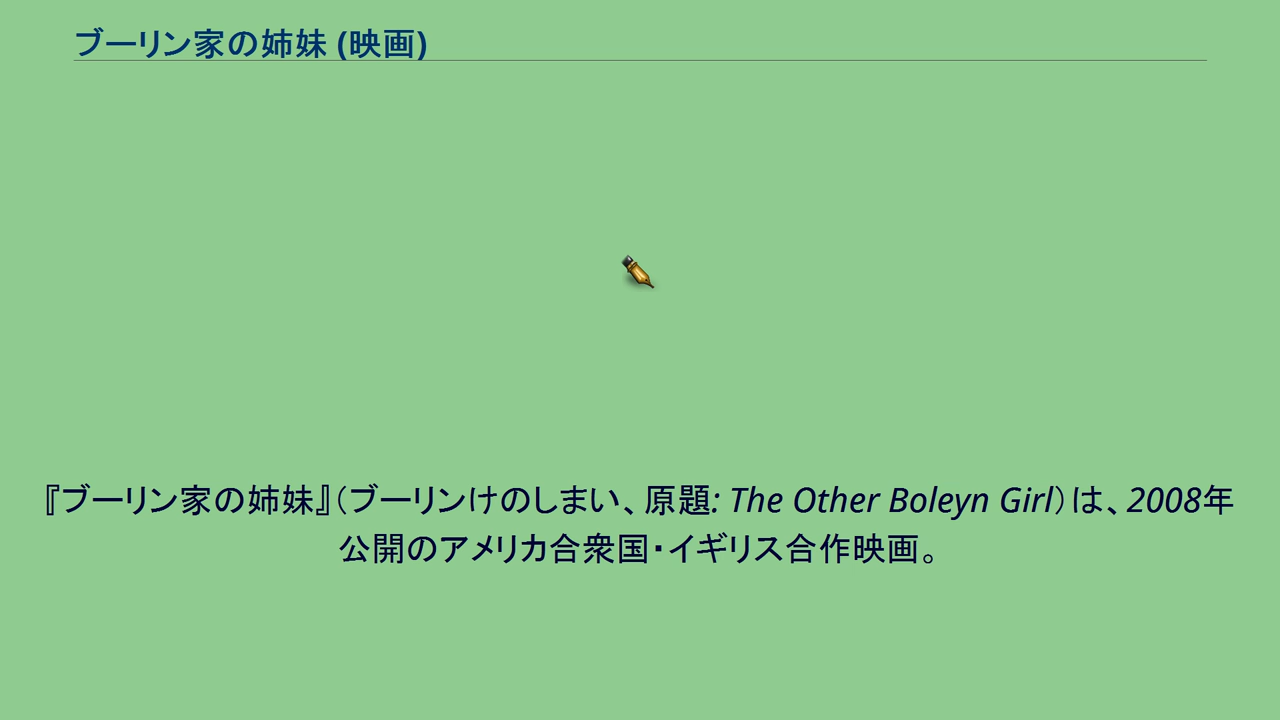 ブーリン家の姉妹 (映画)
『ブーリン家の姉妹』（ブーリンけのしまい、原題: The Other Boleyn Girl）は、2008年
公開のアメリカ合衆国・イギリス合作映画。